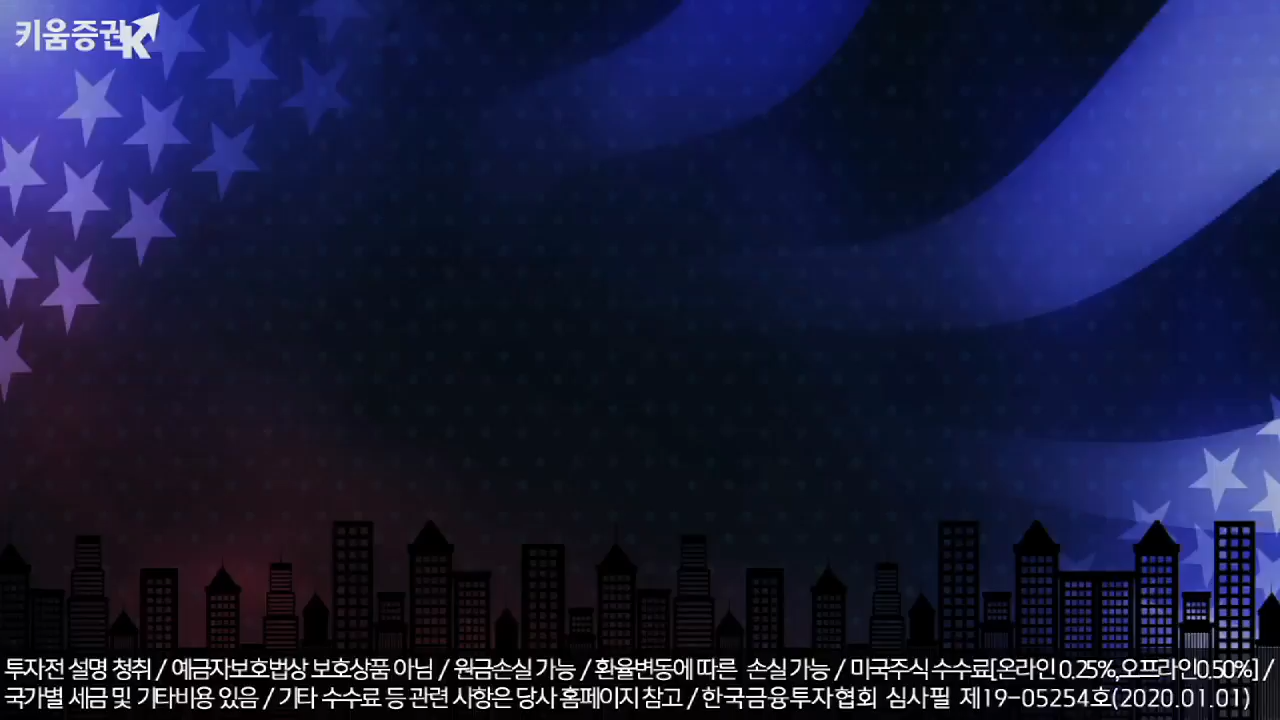 키움증권
투자전 설명 청취 / 예금자보호법상 보호상품 아님 / 원금손실 가능 / 환율변동에 따른 손실 가능 / 미국주식 수수료[온라인 0.25%,오프라인0.50%] /
국가별 세금 및 기타비용 있음 / 기타 수수료 등 관련 사항은 당사 홈페이지 참고 / 한국금융투자협회 심사필 제19-05254호(2020.01.01)